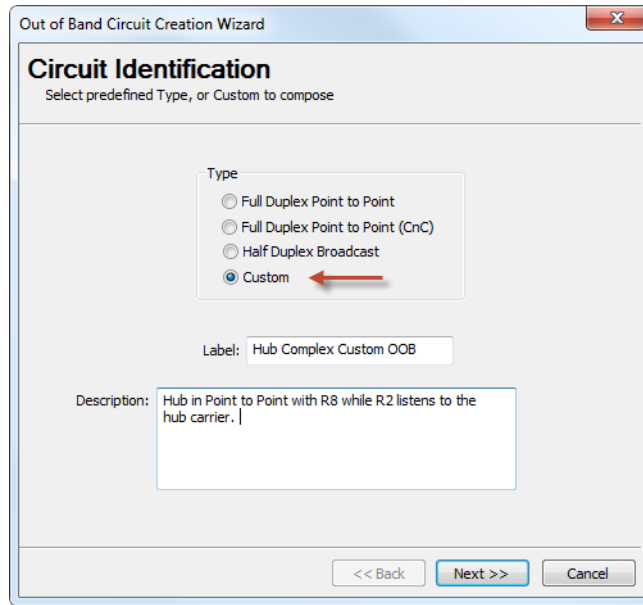 Out of Band Circuit Creation Wizard
Circuit Identification
Select predefined Type, or Custom to compose
Type
Full Duplex Point to Point
Full Duplex Point to Point (CnC)
Half Duplex Broadcast
Custom
Label: Hub Complex Custom OOB
Description: Hub in Point to Point with R8 while R2 listens to the
hub carrier.
<< Back Next >> Cancel